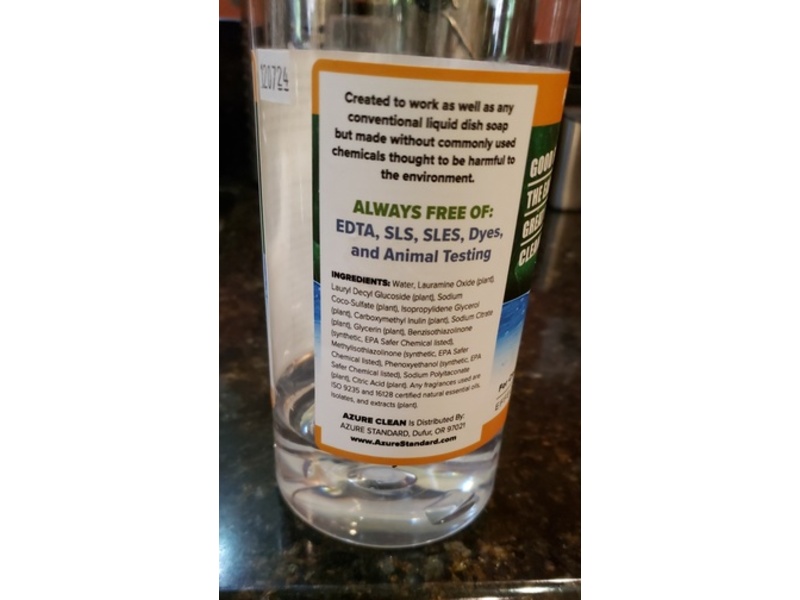 120724
Created to work as well as any
conventional liquid dish soap
but made without commonly used
chemicals thought to be harmful to
the environment.
ALWAYS FREE OF:
EDTA, SLS, SLES, Dyes,
and Animal Testing
INGREDIENTS: Water, Lauramine Oxide (plant),
Lauryl Decyl Glucoside (plant), Sodium
Coco-Sulfate (plant), Isopropylidene Glycerol
(plant), Carboxymethyl Inulin (plant), Sodium Citrate
(plant), Glycerin (plant), Benzisothiazolinone
(synthetic, EPA Safer Chemical listed),
Methylisothiazolinone (synthetic, EPA Safer
Chemical listed), Phenoxyethanol (synthetic, EPA
Safer Chemical listed), Sodium Polyitaconate
(plant), Citric Acid (plant). Any fragrances used are
ISO 9235 and 16128 certified natural essential oils,
isolates, and extracts (plant).
AZURE CLEAN Is Distributed By:
AZURE STANDARD, Dufur, OR 97021
www.AzureStandard.com
GOOD
THE
GREAT
CLEA